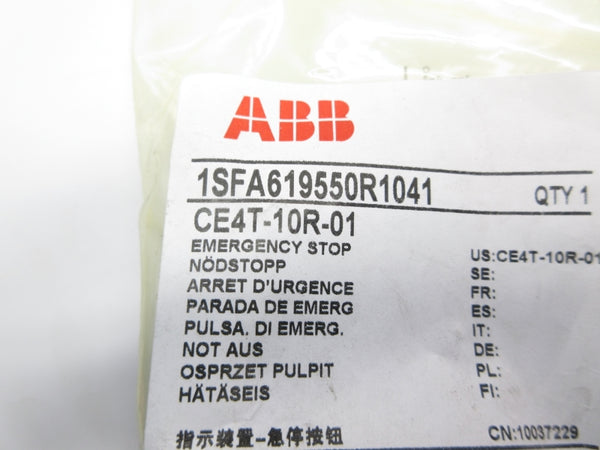 ABB
1SFA619550R1041 QTY 1
CE4T-10R-01
EMERGENCY STOP US:CE4T-10R-01
NÖDSTOPP SE:
ARRET D'URGENCE FR:
PARADA DE EMERG ES:
PULSA. DI EMERG. IT:
NOT AUS DE:
OSPRZET PULPIT PL:
HÄTÄSEIS FI:
指示装置-急停按钮 CN:10037229